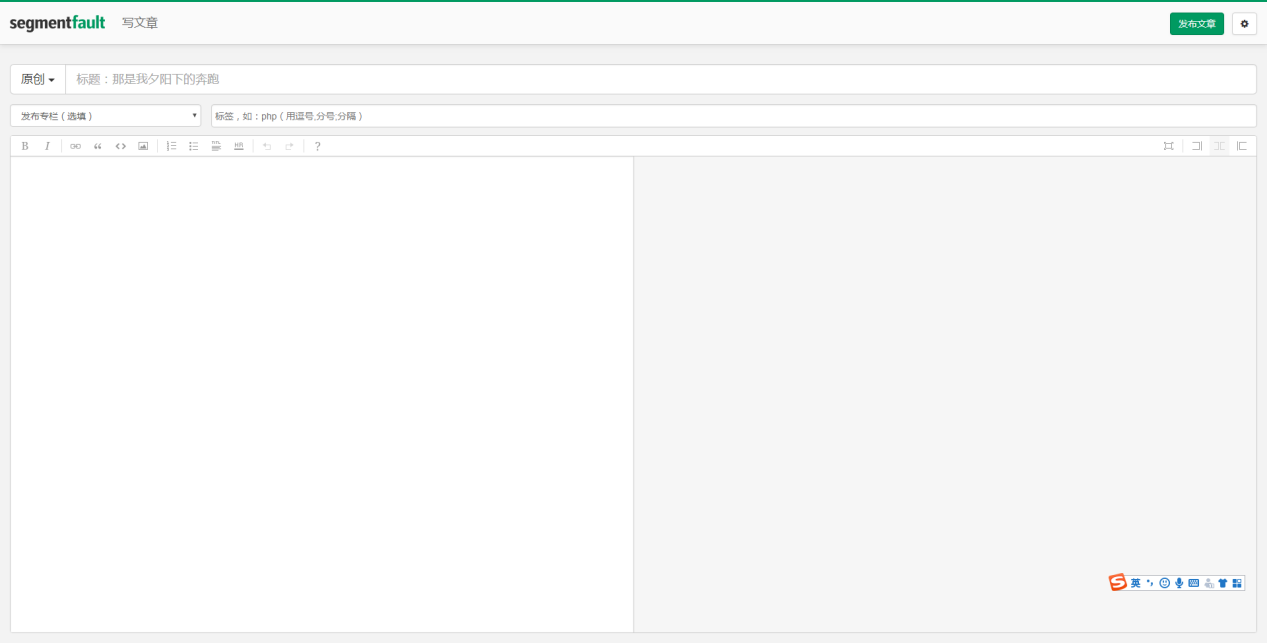 segmentfault 写文章 发布文章
原创 标题：那是我夕阳下的奔跑
发布专栏（选填） 标签，如：php（用逗号,分号;分隔）
B I “ <> HTML HR ?
S 英